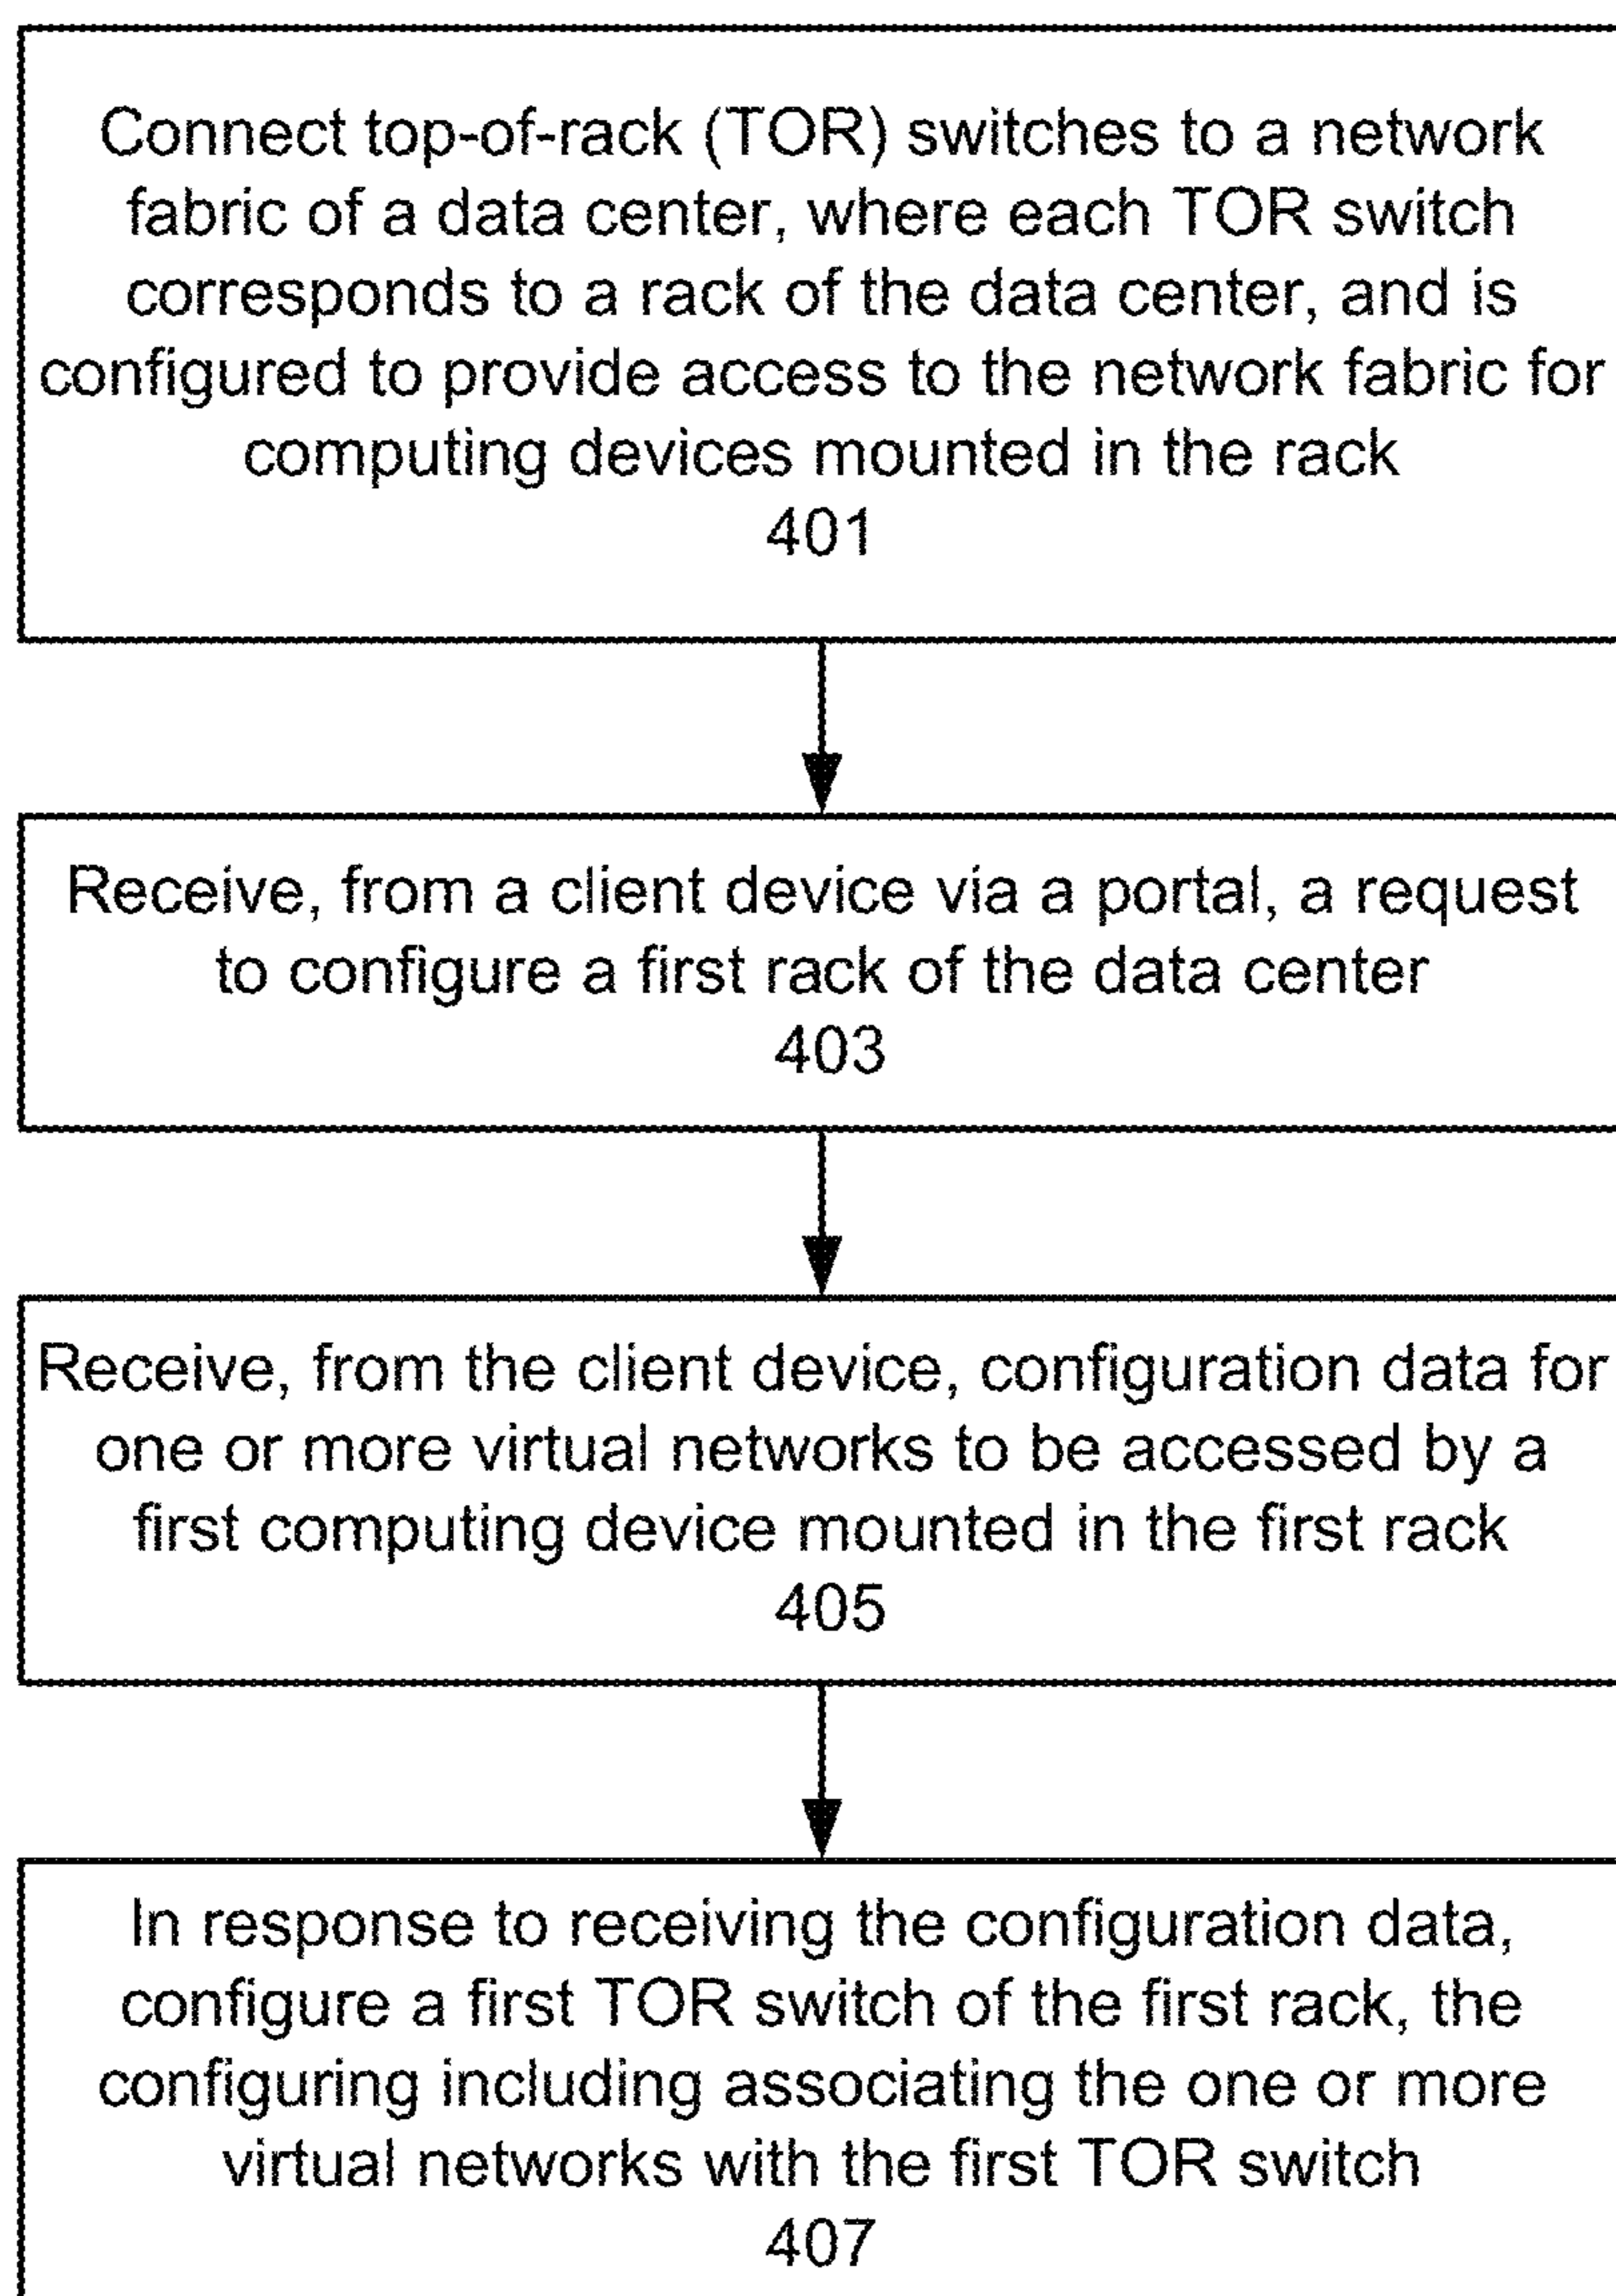 Connect top-of-rack (TOR) switches to a network
fabric of a data center, where each TOR switch
corresponds to a rack of the data center, and is
configured to provide access to the network fabric for
computing devices mounted in the rack
401
Receive, from a client device via a portal, a request
to configure a first rack of the data center
403
Receive, from the client device, configuration data for
one or more virtual networks to be accessed by a
first computing device mounted in the first rack
405
In response to receiving the configuration data,
configure a first TOR switch of the first rack, the
configuring including associating the one or more
virtual networks with the first TOR switch
407